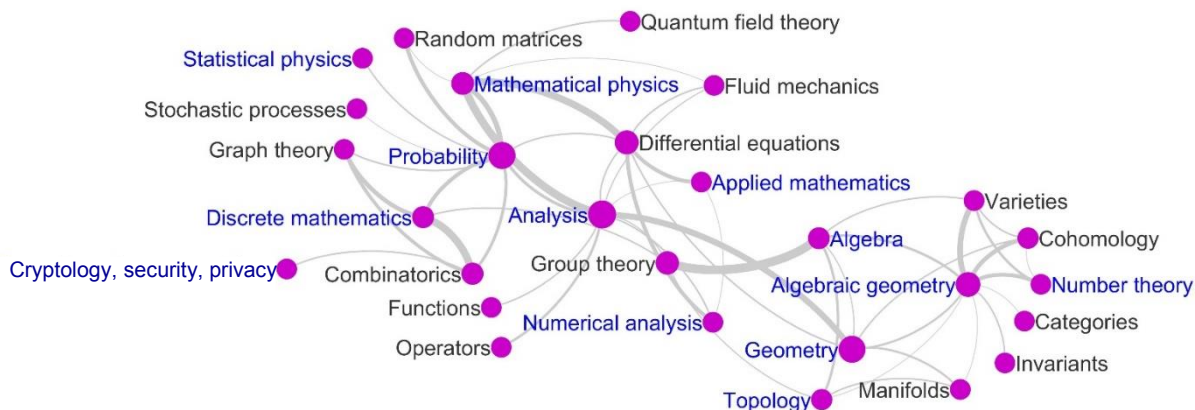 Quantum field theory
Random matrices
Statistical physics
Mathematical physics
Fluid mechanics
Stochastic processes
Graph theory
Probability
Differential equations
Applied mathematics
Discrete mathematics
Analysis
Varieties
Algebra
Cohomology
Cryptology, security, privacy
Combinatorics
Group theory
Algebraic geometry
Number theory
Functions
Numerical analysis
Categories
Operators
Geometry
Invariants
Topology
Manifolds